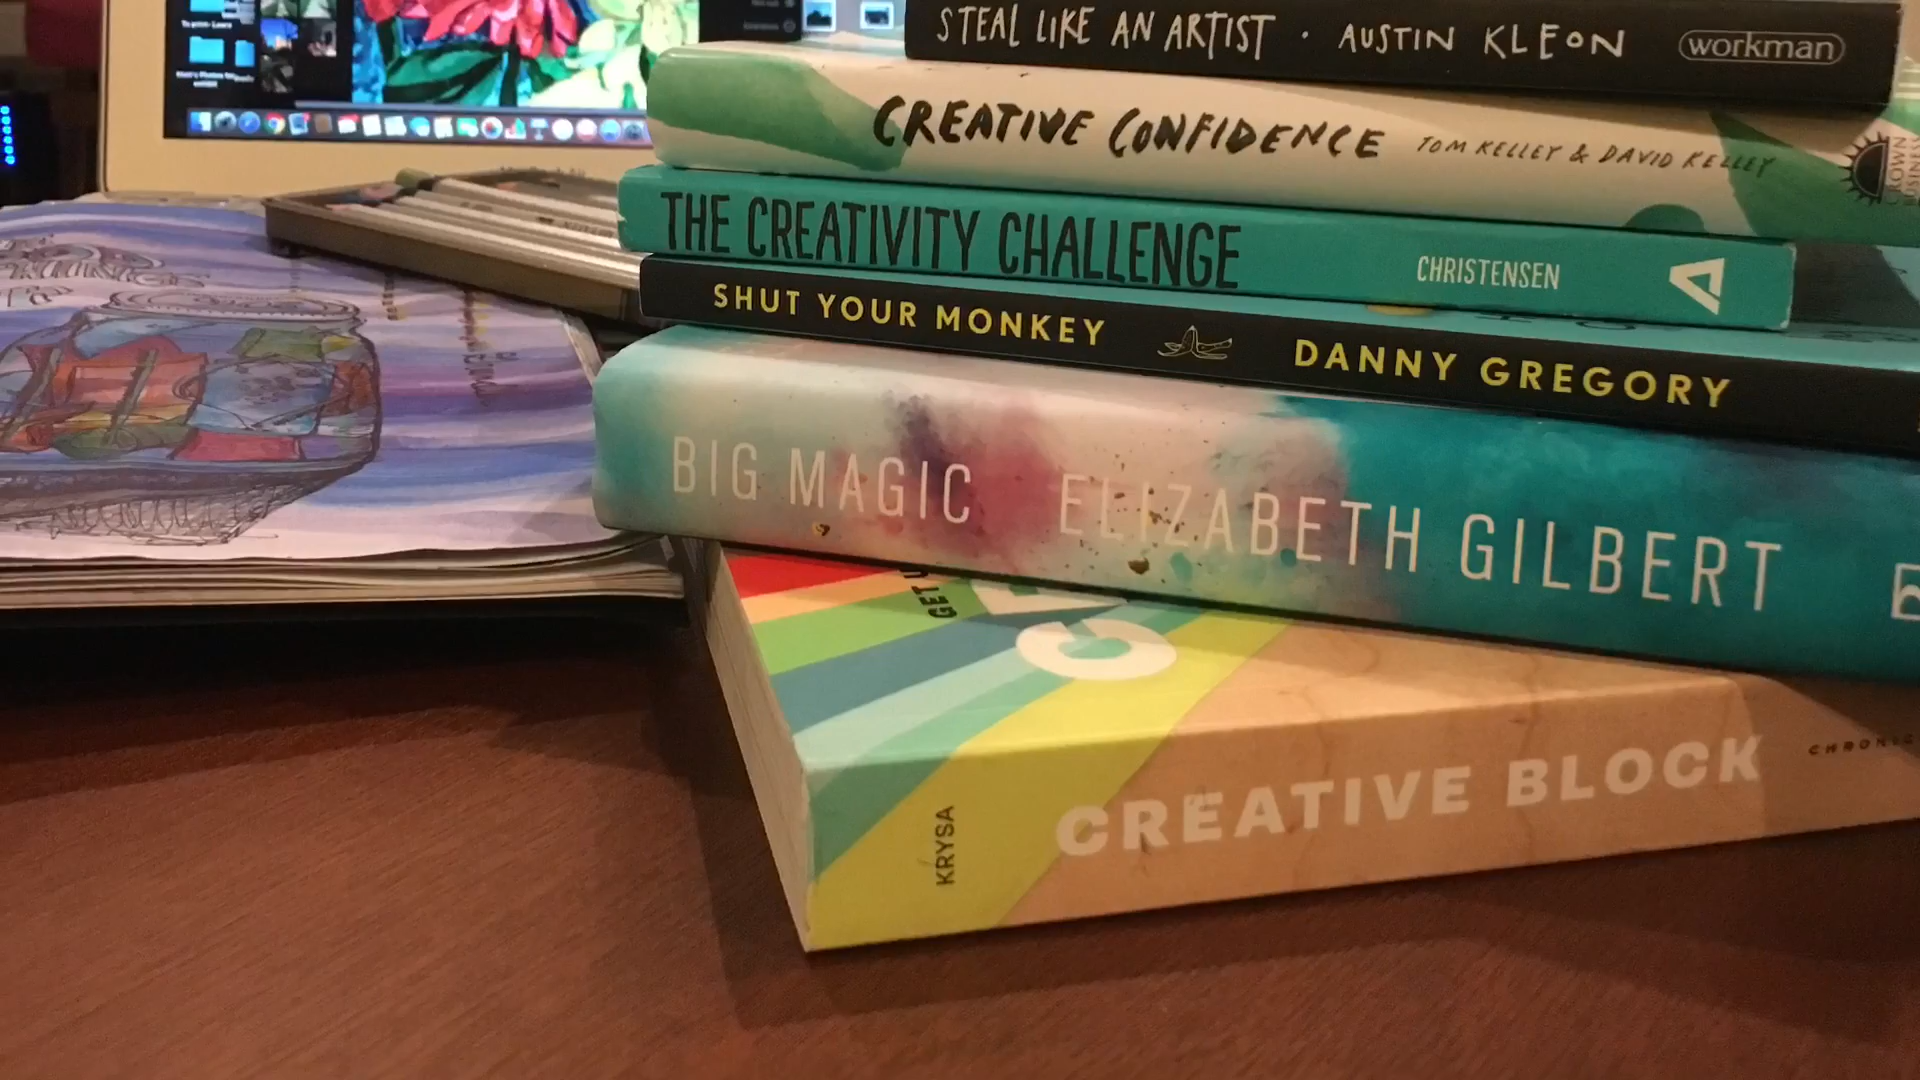 STEAL LIKE AN ARTIST · AUSTIN KLEON workman
CREATIVE CONFIDENCE TOM KELLEY & DAVID KELLEY
THE CREATIVITY CHALLENGE CHRISTENSEN
SHUT YOUR MONKEY DANNY GREGORY
BIG MAGIC ELIZABETH GILBERT
GET
KRYSA CREATIVE BLOCK